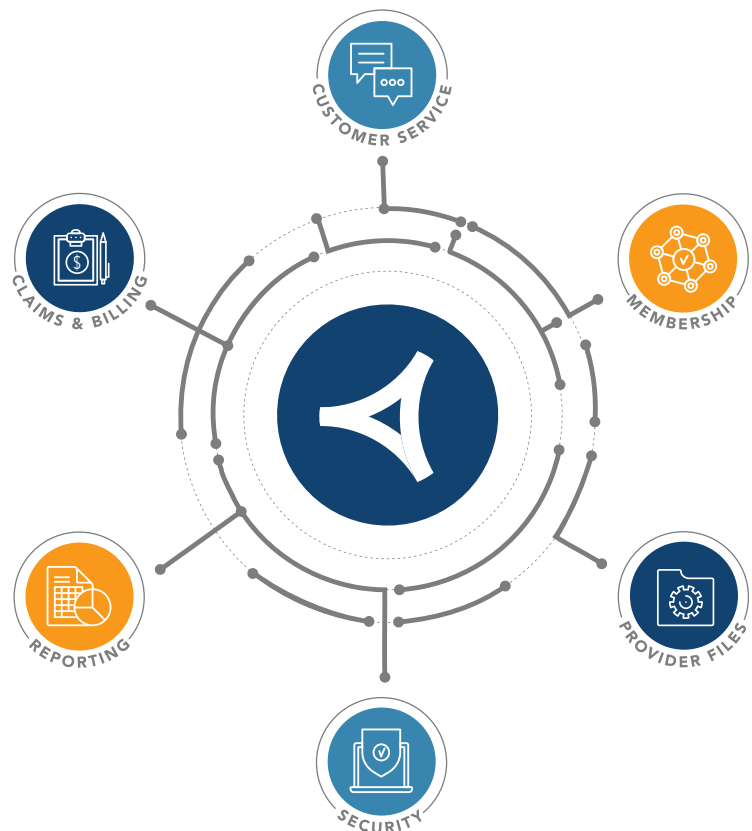 CUSTOMER SERVICE
CLAIMS & BILLING
$
MEMBERSHIP
REPORTING
PROVIDER FILES
SECURITY